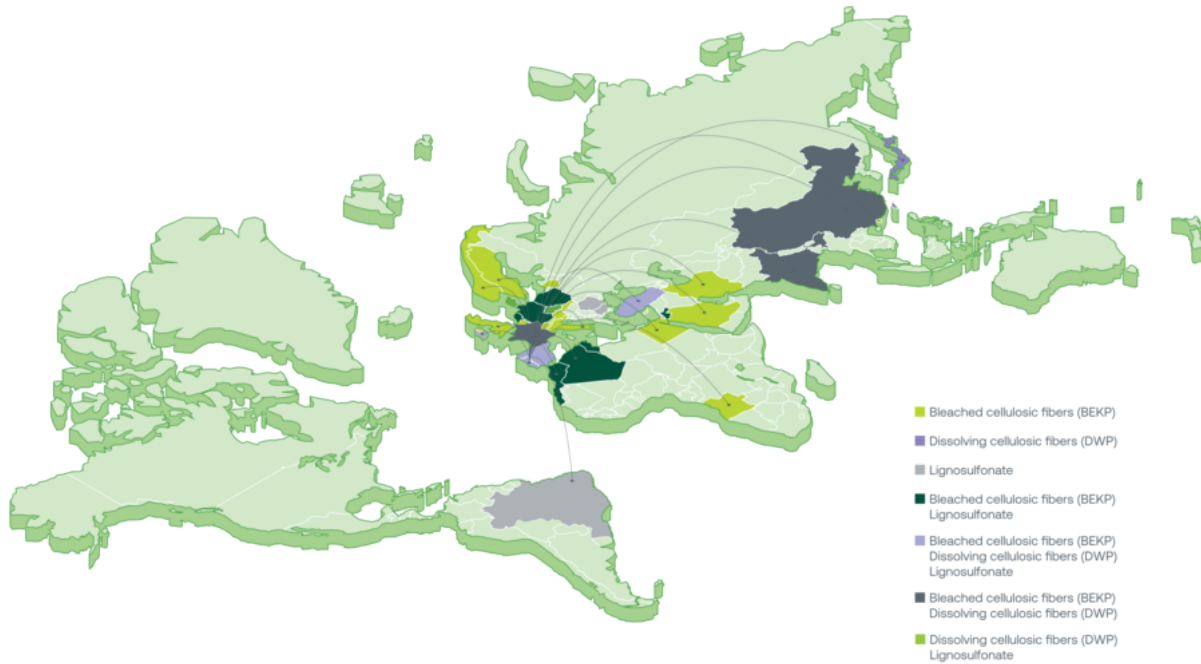 Bleached cellulosic fibers (BEKP)
Dissolving cellulosic fibers (DWP)
Lignosulfonate
Bleached cellulosic fibers (BEKP)
Lignosulfonate
Bleached cellulosic fibers (BEKP)
Dissolving cellulosic fibers (DWP)
Lignosulfonate
Bleached cellulosic fibers (BEKP)
Dissolving cellulosic fibers (DWP)
Dissolving cellulosic fibers (DWP)
Lignosulfonate